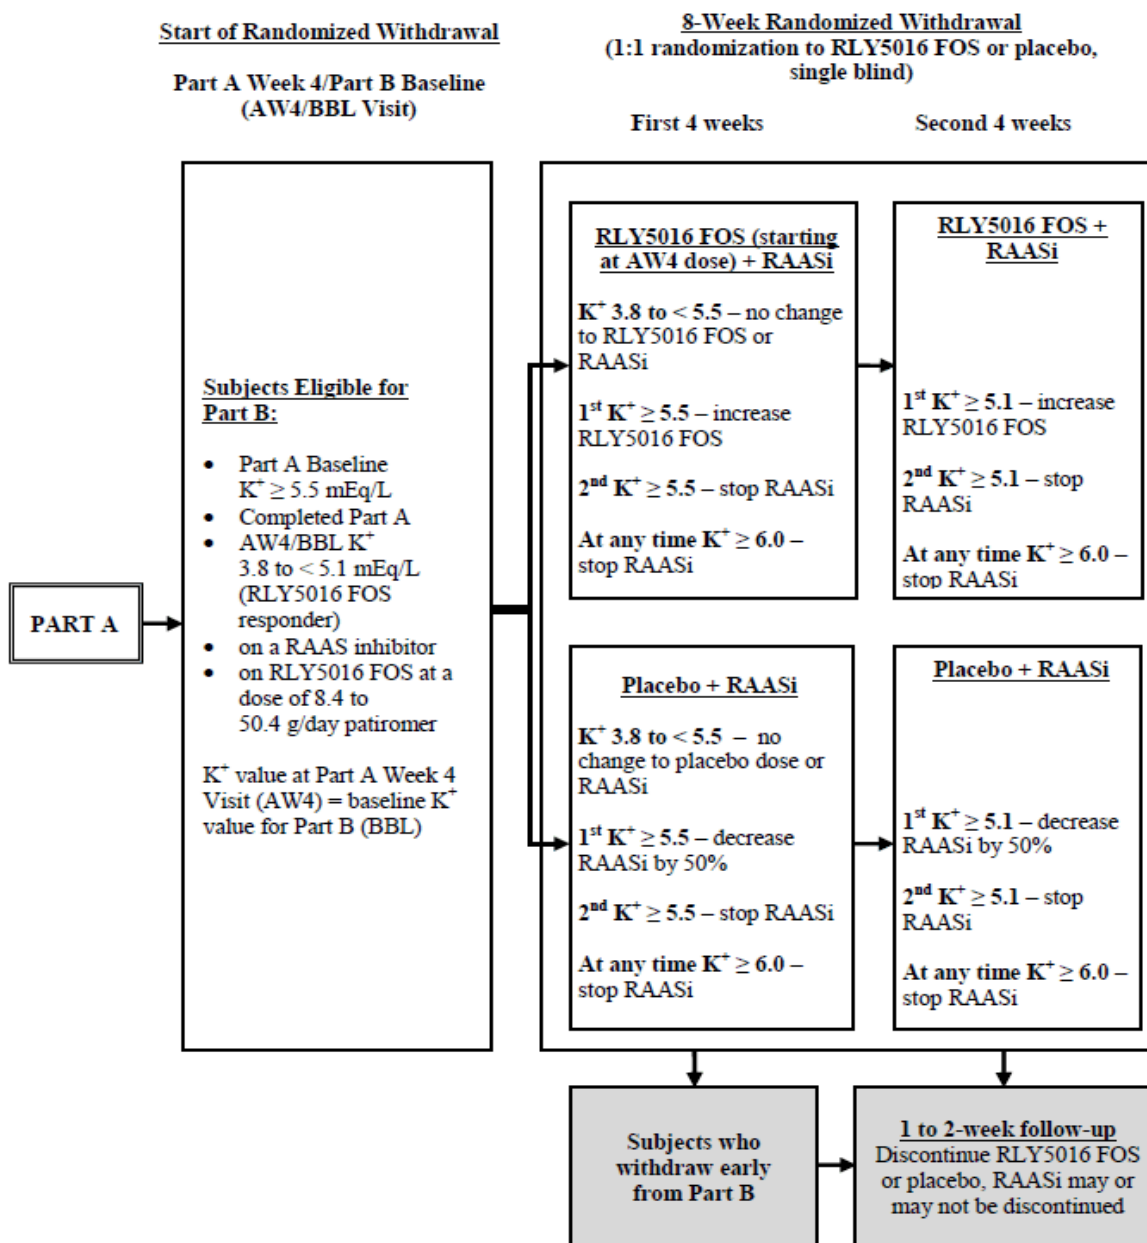 Start of Randomized Withdrawal
Part A Week 4/Part B Baseline
(AW4/BBL Visit)
8-Week Randomized Withdrawal
(1:1 randomization to RLY5016 FOS or placebo,
single blind)
First 4 weeks
Second 4 weeks
PART A
Subjects Eligible for
Part B:
• Part A Baseline
K⁺ ≥ 5.5 mEq/L
• Completed Part A
• AW4/BBL K⁺
3.8 to < 5.1 mEq/L
(RLY5016 FOS
responder)
• on a RAAS inhibitor
• on RLY5016 FOS at a
dose of 8.4 to
50.4 g/day patiromer
K⁺ value at Part A Week 4
Visit (AW4) = baseline K⁺
value for Part B (BBL)
RLY5016 FOS (starting
at AW4 dose) + RAASi
K⁺ 3.8 to < 5.5 – no change
to RLY5016 FOS or
RAASi
1st K⁺ ≥ 5.5 – increase
RLY5016 FOS
2nd K⁺ ≥ 5.5 – stop RAASi
At any time K⁺ ≥ 6.0 –
stop RAASi
RLY5016 FOS +
RAASi
1st K⁺ ≥ 5.1 – increase
RLY5016 FOS
2nd K⁺ ≥ 5.1 – stop
RAASi
At any time K⁺ ≥ 6.0 –
stop RAASi
Placebo + RAASi
K⁺ 3.8 to < 5.5 – no
change to placebo dose or
RAASi
1st K⁺ ≥ 5.5 – decrease
RAASi by 50%
2nd K⁺ ≥ 5.5 – stop RAASi
At any time K⁺ ≥ 6.0 –
stop RAASi
Placebo + RAASi
1st K⁺ ≥ 5.1 – decrease
RAASi by 50%
2nd K⁺ ≥ 5.1 – stop
RAASi
At any time K⁺ ≥ 6.0 –
stop RAASi
Subjects who
withdraw early
from Part B
1 to 2-week follow-up
Discontinue RLY5016 FOS
or placebo, RAASi may or
may not be discontinued